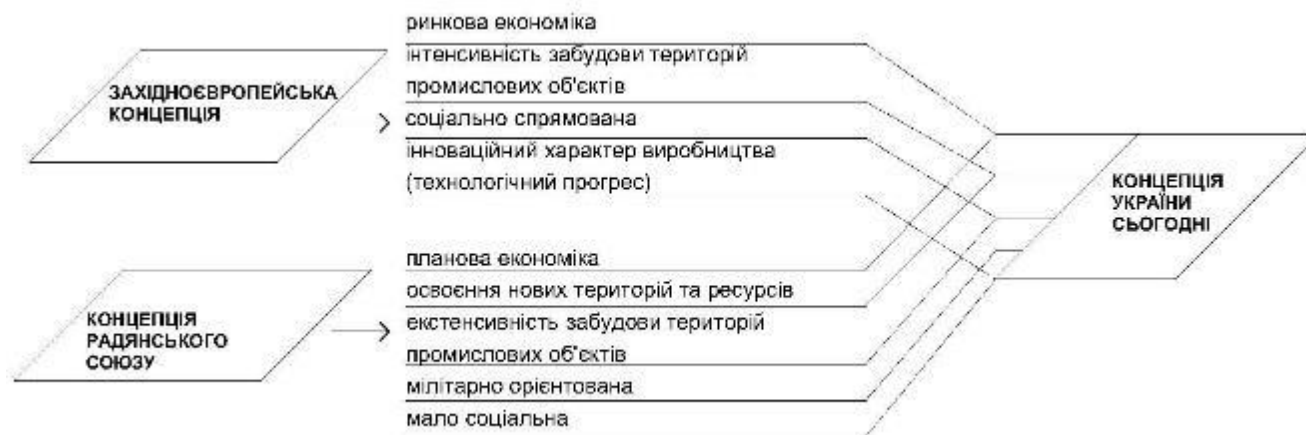 ЗАХІДНОЄВРОПЕЙСЬКА
КОНЦЕПЦІЯ
ринкова економіка
інтенсивність забудови територій
промислових об'єктів
соціально спрямована
інноваційний характер виробництва
(технологічний прогрес)
КОНЦЕПЦІЯ
РАДЯНСЬКОГО
СОЮЗУ
планова економіка
освоєння нових територій та ресурсів
екстенсивність забудови територій
промислових об'єктів
мілітарно орієнтована
мало соціальна
КОНЦЕПЦІЯ
УКРАЇНИ
СЬОГОДНІ